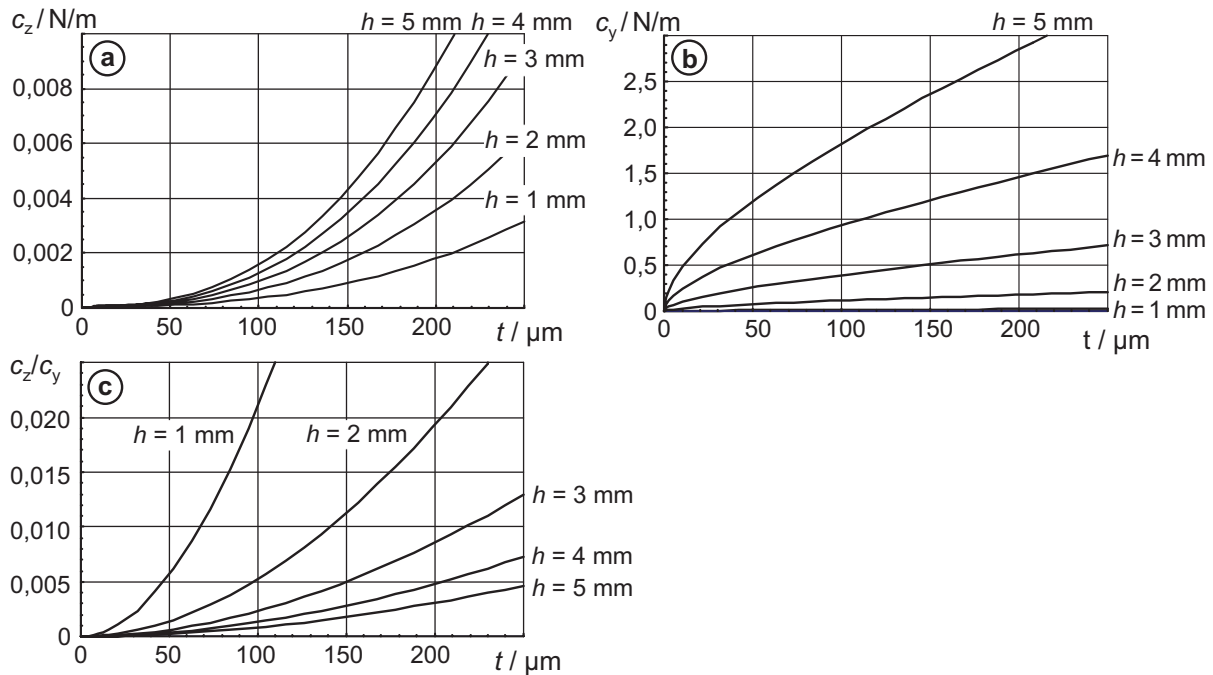 c_z / N/m
h = 5 mm h = 4 mm
a
h = 3 mm
0,008
0,006
h = 2 mm
0,004
h = 1 mm
0,002
0
0 50 100 150 200
t / µm
c_y / N/m
h = 5 mm
b
2,5
2,0
h = 4 mm
1,5
1,0
h = 3 mm
0,5
h = 2 mm
h = 1 mm
0
0 50 100 150 200
t / µm
c_z/c_y
c
0,020
h = 1 mm
h = 2 mm
0,015
h = 3 mm
0,010
h = 4 mm
0,005
h = 5 mm
0
0 50 100 150 200
t / µm